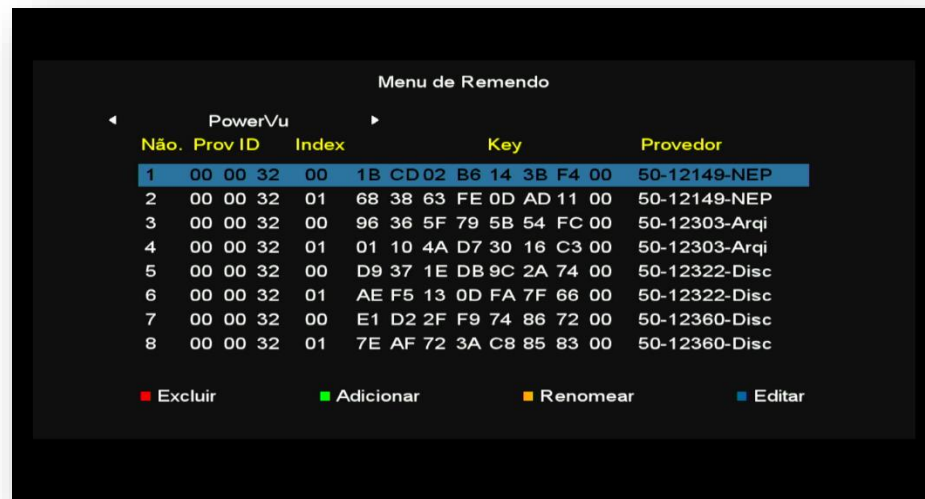 Menu de Remendo
PowerVu
Não. Prov ID Index Key Provedor
1 00 00 32 00 1B CD 02 B6 14 3B F4 00 50-12149-NEP
2 00 00 32 01 68 38 63 FE 0D AD 11 00 50-12149-NEP
3 00 00 32 00 96 36 5F 79 5B 54 FC 00 50-12303-Arqi
4 00 00 32 01 01 10 4A D7 30 16 C3 00 50-12303-Arqi
5 00 00 32 00 D9 37 1E DB 9C 2A 74 00 50-12322-Disc
6 00 00 32 01 AE F5 13 0D FA 7F 66 00 50-12322-Disc
7 00 00 32 00 E1 D2 2F F9 74 86 72 00 50-12360-Disc
8 00 00 32 01 7E AF 72 3A C8 85 83 00 50-12360-Disc
Excluir Adicionar Renomear Editar